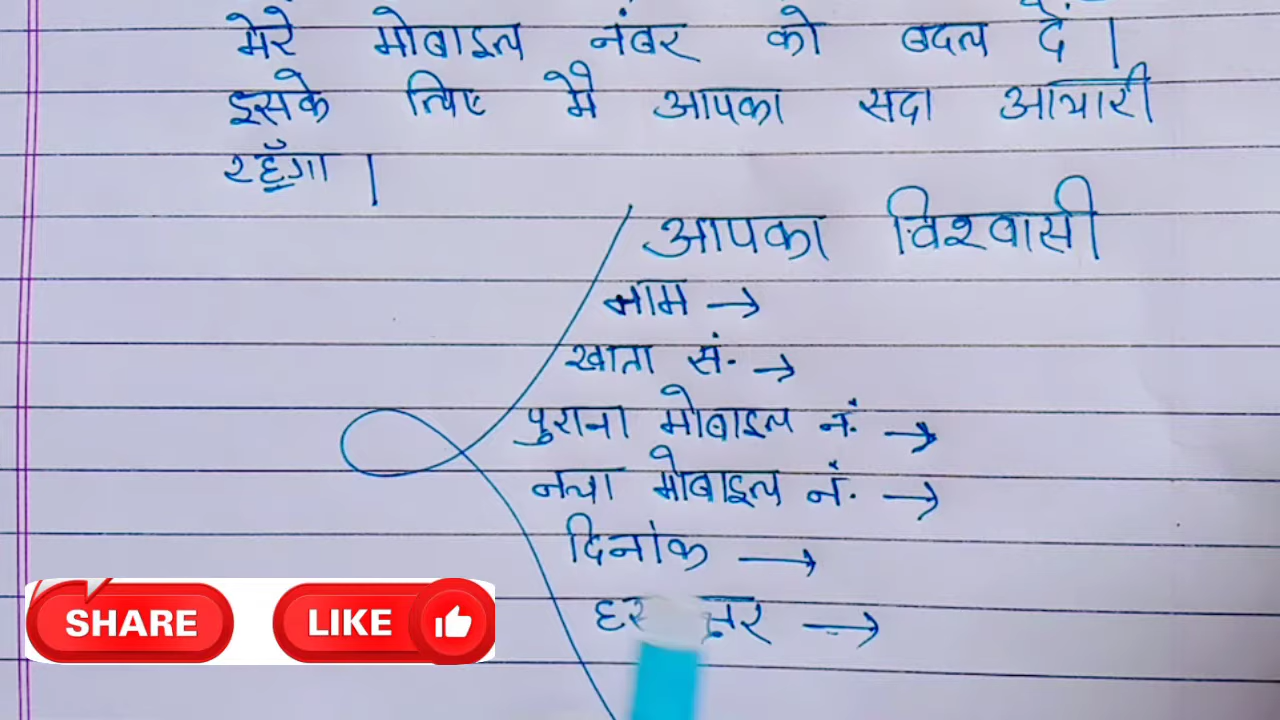 मेरे मोबाइल नंबर को बदल दें।
इसके लिए मै आपका सदा आभारी
रहूँगा।
आपका विश्वासी
नाम →
खाता सं. →
पुराना मोबाइल नं. →
नया मोबाइल नं. →
दिनांक →
SHARE LIKE